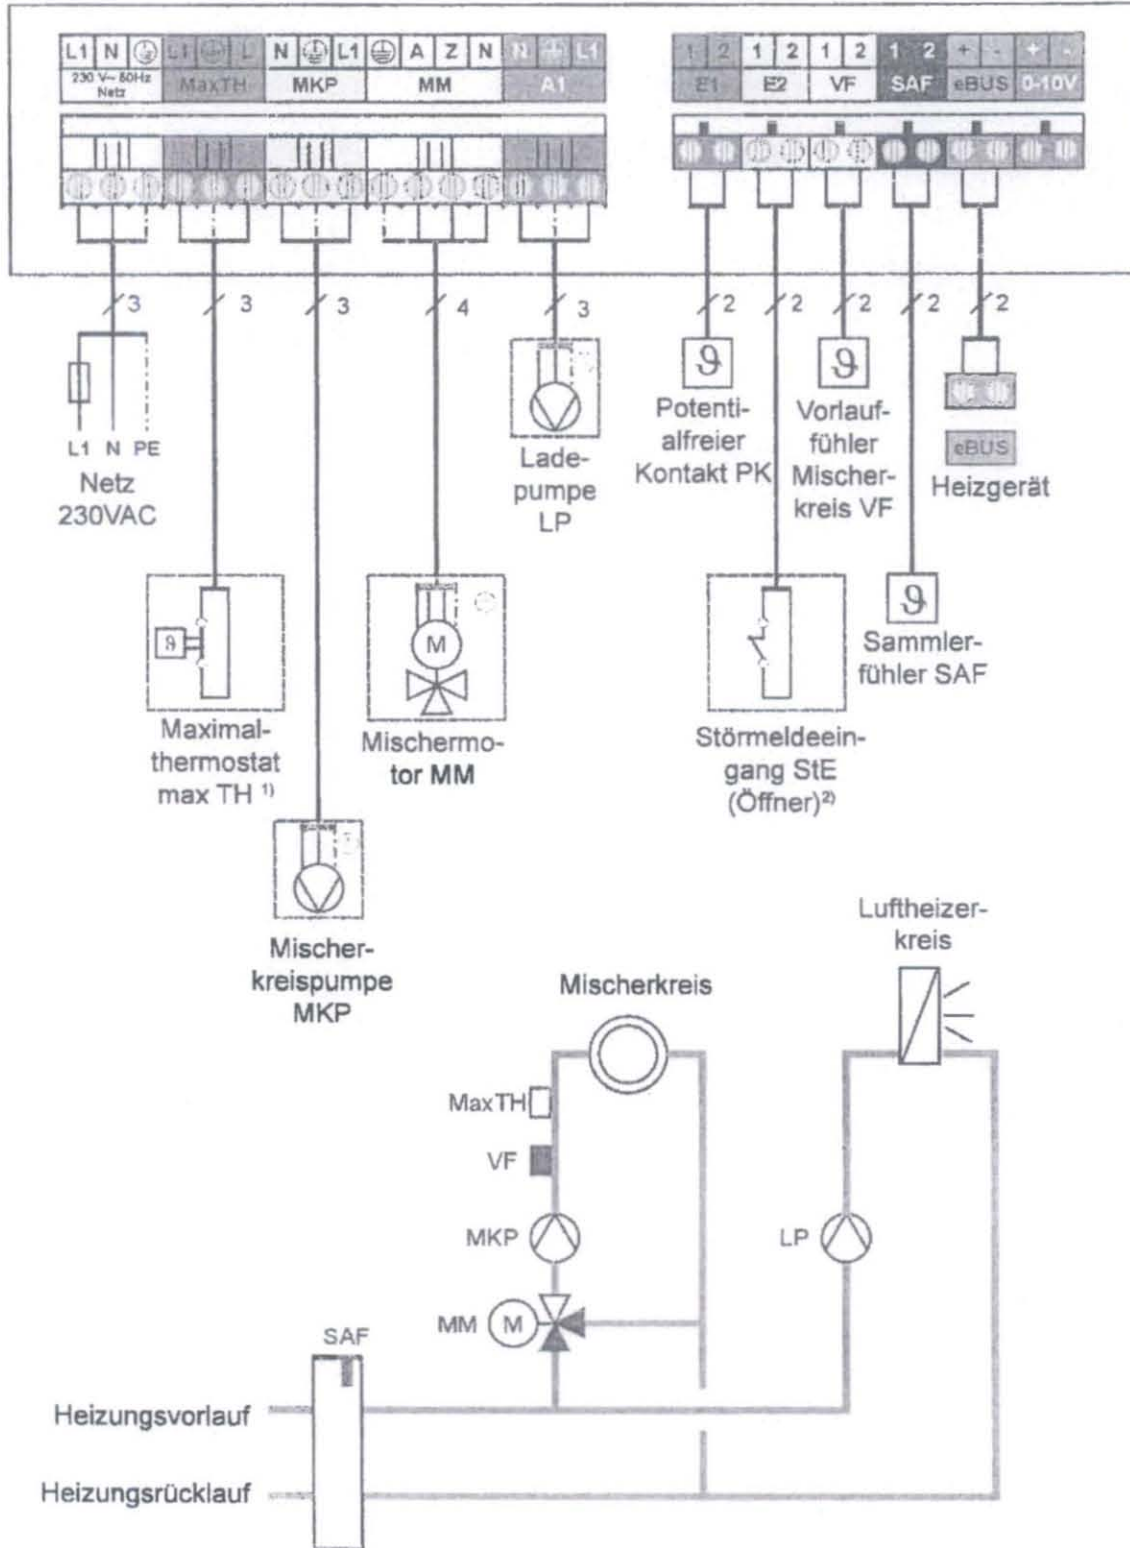 L1 N L1 L N L1 A Z N N L1
230 V~ 50Hz
Netz
MaxTH MKP MM A1
1 2 1 2 1 2 1 2 + - + -
E1 E2 VF SAF eBUS 0-10V
3 3 3 4 3 2 2 2 2 2
L1 N PE
Netz
230VAC
Lade-
pumpe
LP
ϑ
Potenti-
alfreier
Kontakt PK
ϑ
Vorlauf-
fühler
Mischer-
kreis VF
eBUS
Heizgerät
ϑ
Maximal-
thermostat
max TH ¹⁾
M
Mischermo-
tor MM
Störmeldeein-
gang StE
(Öffner)²⁾
ϑ
Sammler-
fühler SAF
Mischer-
kreispumpe
MKP
Mischerkreis
Luftheizer-
kreis
MaxTH
VF
MKP
LP
MM M
SAF
Heizungsvorlauf
Heizungsrücklauf